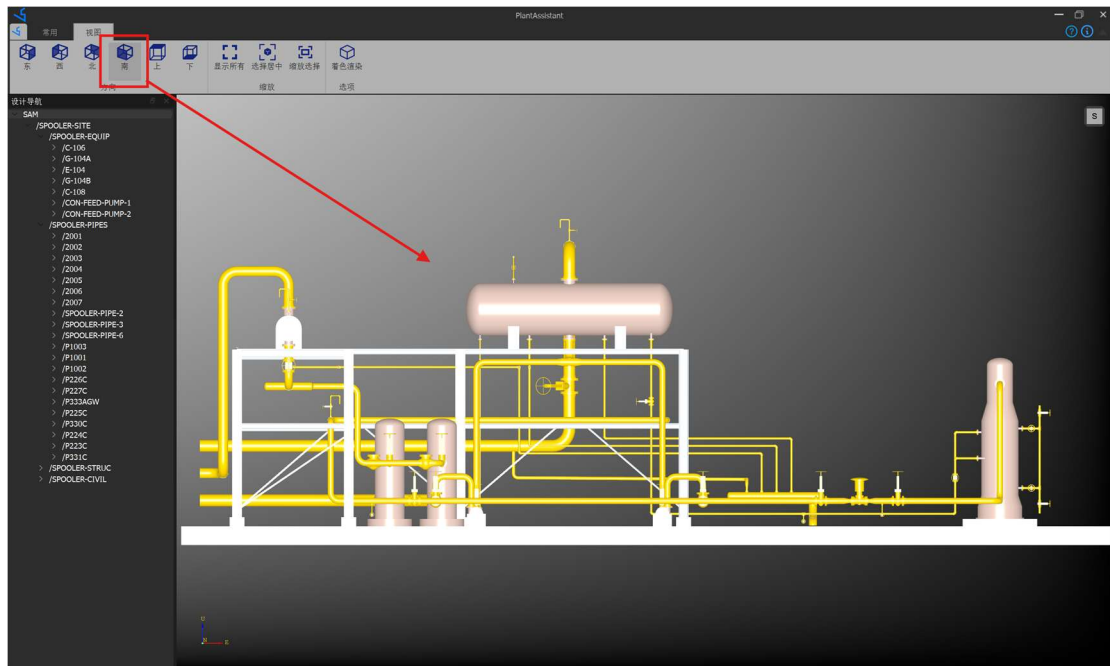 PlantAssistant
常用 视图
东 西 北 南 上 下 显示所有 选择居中 缩放选择 着色渲染
方向 缩放 选项
设计导航
SAM
/SPOOLER-SITE
/SPOOLER-EQUIP
/C-106
/G-104A
/E-104
/G-104B
/C-108
/CON-FEED-PUMP-1
/CON-FEED-PUMP-2
/SPOOLER-PIPES
/2001
/2002
/2003
/2004
/2005
/2006
/2007
/SPOOLER-PIPE-2
/SPOOLER-PIPE-3
/SPOOLER-PIPE-6
/P1003
/P1001
/P1002
/P226C
/P227C
/P333AGW
/P225C
/P330C
/P224C
/P223C
/P331C
/SPOOLER-STRUC
/SPOOLER-CIVIL
S
U
N E